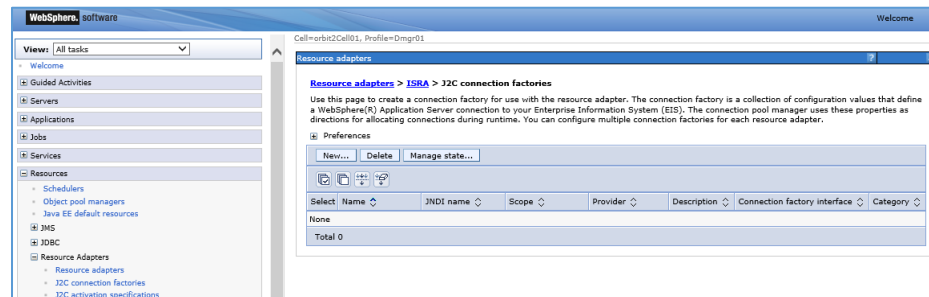 WebSphere. software
Welcome
View: All tasks
Welcome
Guided Activities
Servers
Applications
Jobs
Services
Resources
Schedulers
Object pool managers
Java EE default resources
JMS
JDBC
Resource Adapters
Resource adapters
J2C connection factories
J2C activation specifications
Cell=orbit2Cell01, Profile=Dmgr01
Resource adapters
?
Resource adapters > ISRA > J2C connection factories
Use this page to create a connection factory for use with the resource adapter. The connection factory is a collection of configuration values that define
a WebSphere(R) Application Server connection to your Enterprise Information System (EIS). The connection pool manager uses these properties as
directions for allocating connections during runtime. You can configure multiple connection factories for each resource adapter.
Preferences
New... Delete Manage state...
Select Name JNDI name Scope Provider Description Connection factory interface Category
None
Total 0